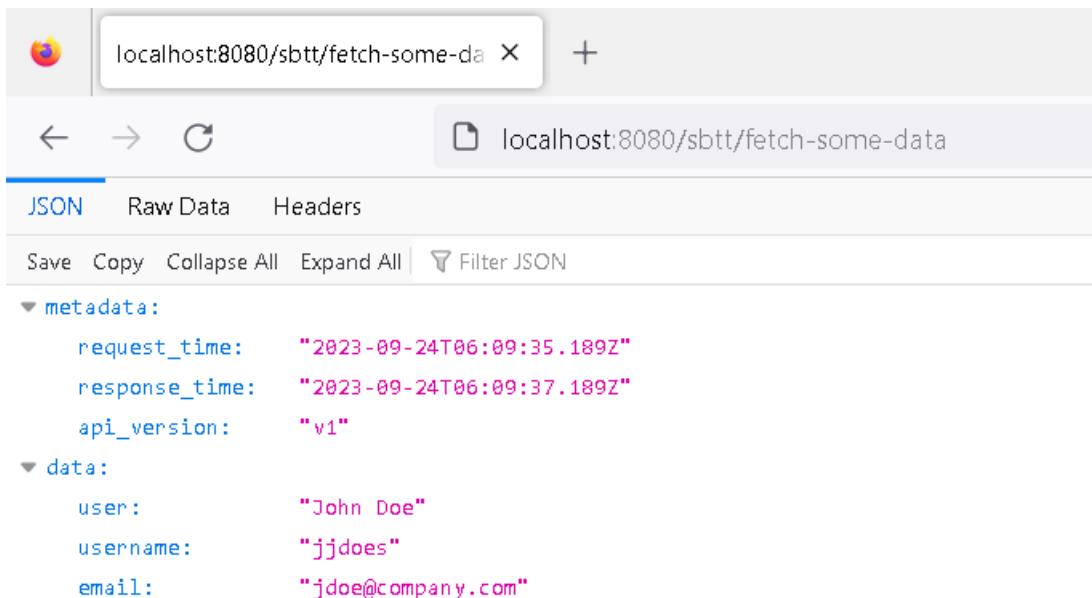 localhost:8080/sbtt/fetch-some-da
localhost:8080/sbtt/fetch-some-data
JSON Raw Data Headers
Save Copy Collapse All Expand All Filter JSON
metadata:
request_time: "2023-09-24T06:09:35.189Z"
response_time: "2023-09-24T06:09:37.189Z"
api_version: "v1"
data:
user: "John Doe"
username: "jjdoes"
email: "jdoe@company.com"